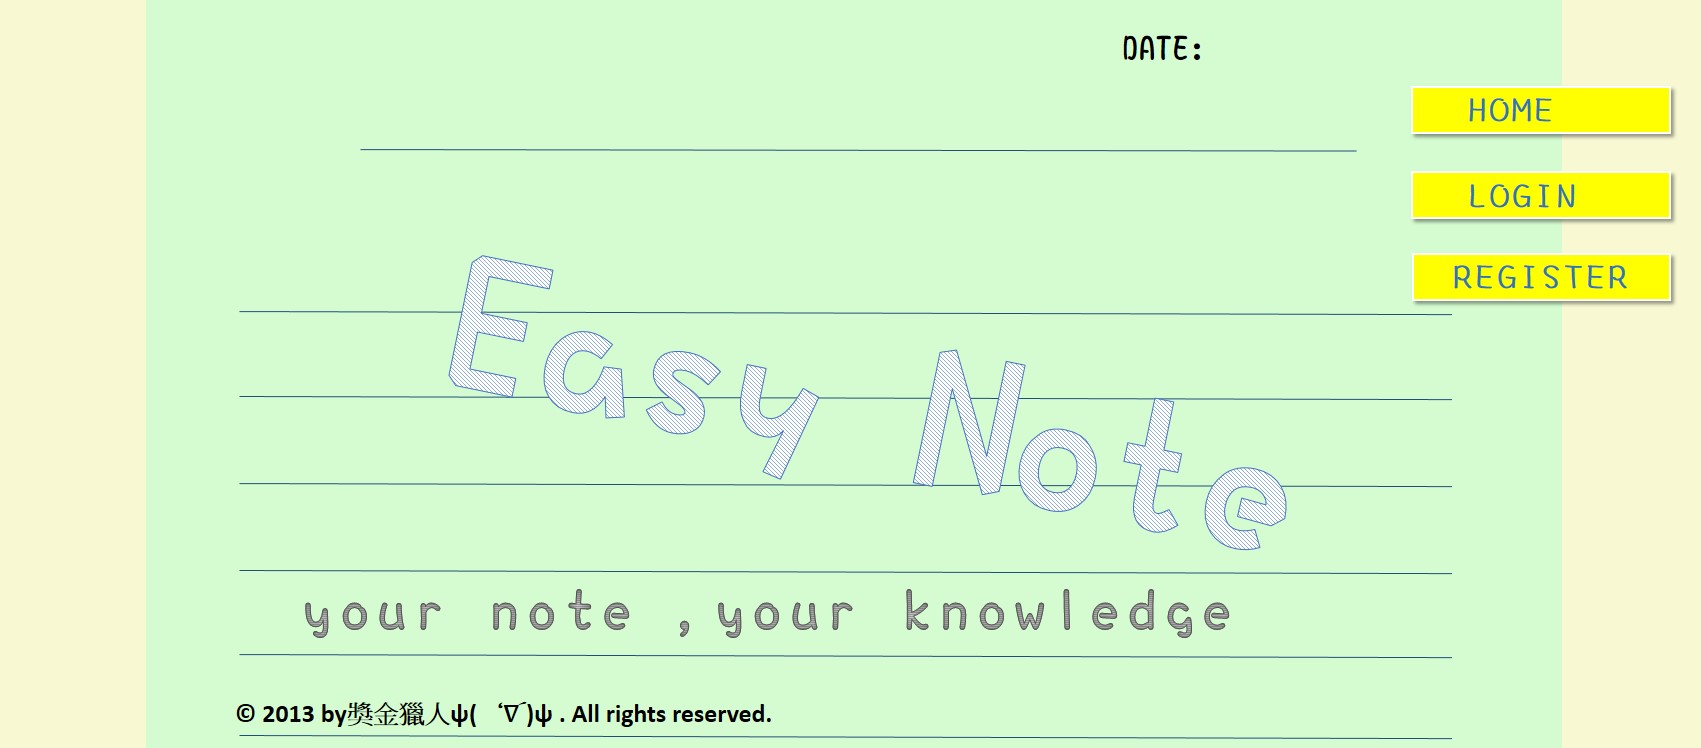 DATE:
HOME
LOGIN
REGISTER
Easy Note
your note ,your knowledge
© 2013 by獎金獵人ψ( ‘∇´)ψ . All rights reserved.